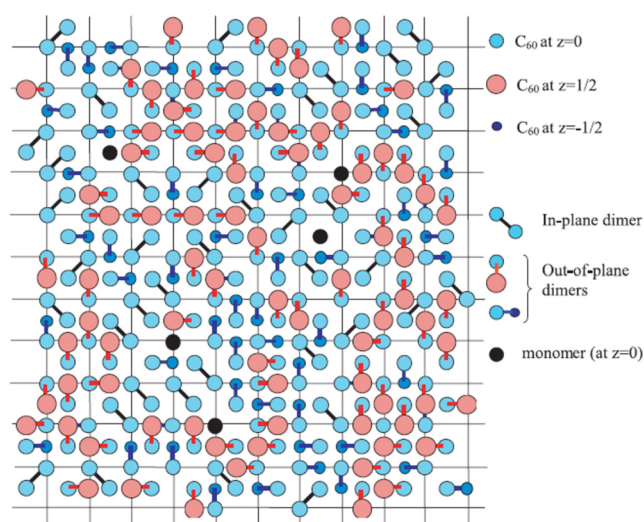 C₆₀ at z=0
C₆₀ at z=1/2
C₆₀ at z=-1/2
In-plane dimer
Out-of-plane
dimers
monomer (at z=0)